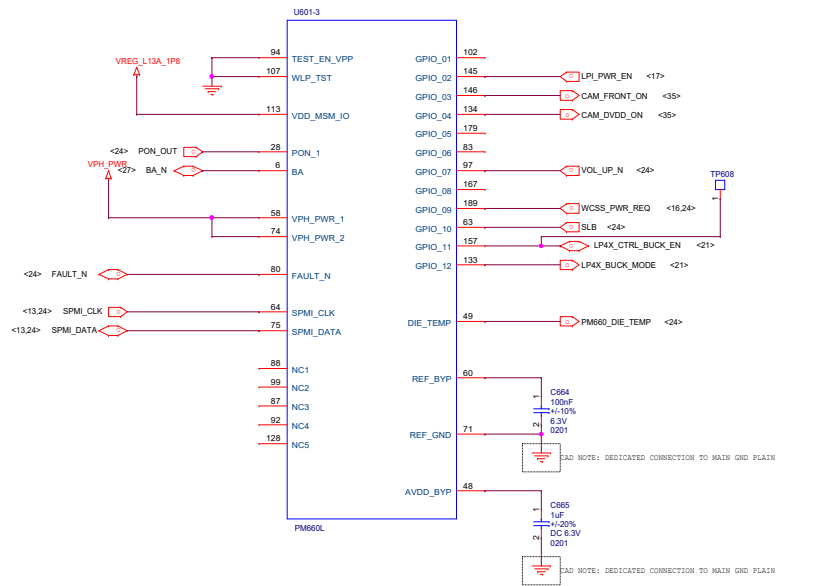 U601-3
94 TEST_EN_VPP GPIO_01 102
VREG_L13A_1P8
107 WLP_TST GPIO_02 145 LPI_PWR_EN <17>
GPIO_03 146 CAM_FRONT_ON <35>
113 VDD_MSM_IO GPIO_04 134 CAM_DVDD_ON <35>
GPIO_05 179
<24> PON_OUT 28 PON_1 GPIO_06 83
VPH_PWR
<27> BA_N 6 BA GPIO_07 97 VOL_UP_N <24>
TP608
GPIO_08 167
1
GPIO_09 189 WCSS_PWR_REQ <16,24>
58 VPH_PWR_1 GPIO_10 63 SLB <24>
74 VPH_PWR_2 GPIO_11 157 LP4X_CTRL_BUCK_EN <21>
GPIO_12 133 LP4X_BUCK_MODE <21>
<24> FAULT_N 80 FAULT_N
<13,24> SPMI_CLK 64 SPMI_CLK
DIE_TEMP 49 PM660_DIE_TEMP <24>
<13,24> SPMI_DATA 75 SPMI_DATA
88 NC1
REF_BYP 60
99 NC2
87 NC3
92 NC4
128 NC5
1
C664
100nF
+/-10%
6.3V
2
0201
REF_GND 71
CAD NOTE: DEDICATED CONNECTION TO MAIN GND PLAIN
AVDD_BYP 48
1
C665
1uF
+/-20%
DC 6.3V
2
0201
PM660L
CAD NOTE: DEDICATED CONNECTION TO MAIN GND PLAIN